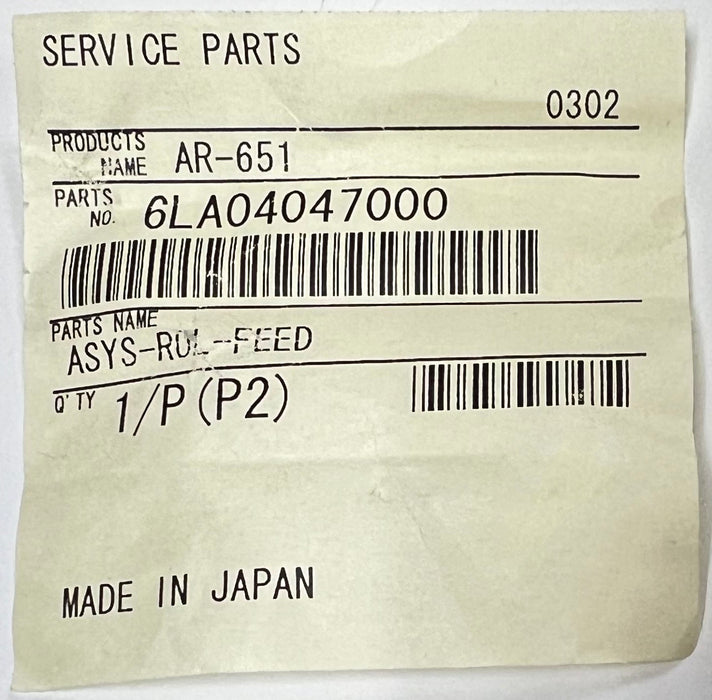 SERVICE PARTS
0302
PRODUCTS
NAME AR-651
PARTS
NO. 6LA04047000
PARTS NAME
ASYS-ROL-FEED
Q'TY 1/P(P2)
MADE IN JAPAN